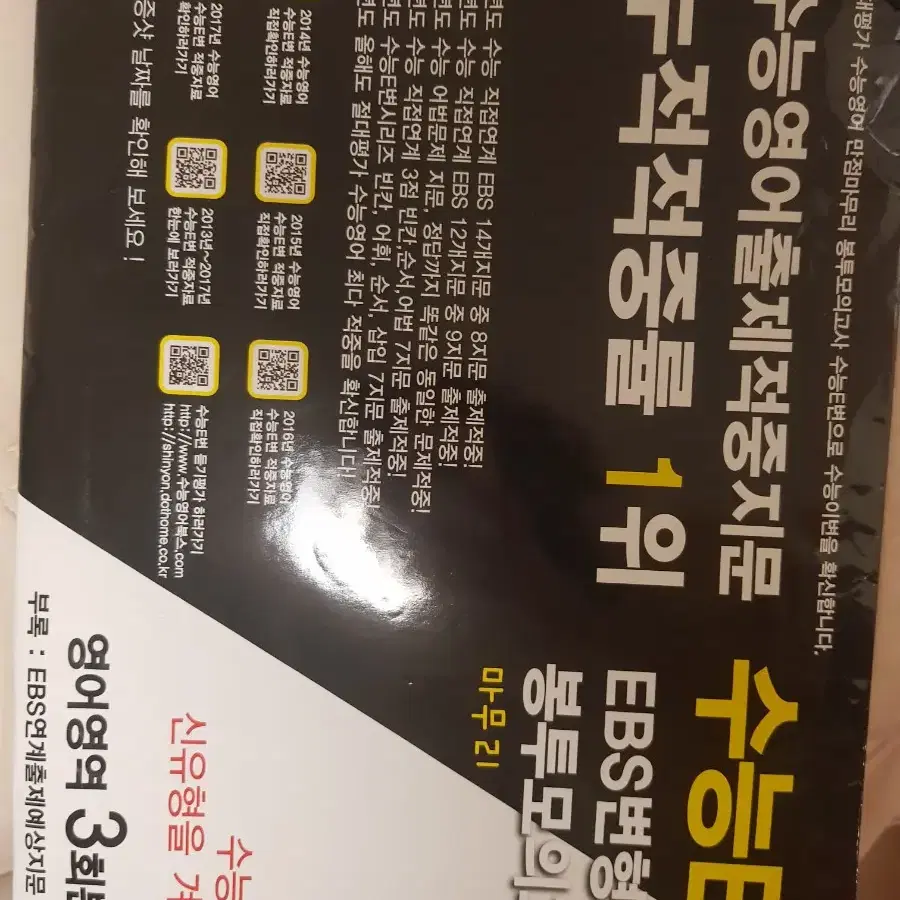 대평가 수능영어 만점마무리 봉투모의고사 수능E변으로 수능이변을 확신합니다.
수능영어출제적중지문
누적적중률 1위
년도 수능 직접연계 EBS 14개지문 중 8지문 출제적중!
년도 수능 직접연계 EBS 12개지문 중 9지문 출제적중!
년도 수능 어법문제 지문, 정답까지 똑같은 동일한 문제적중!
년도 수능 직접연계 3점 빈칸,순서,어법 7지문 출제적중!
년도 수능E변시리즈 빈칸, 어휘, 순서, 삽입 7지문 출제적중!
년도 올해도 절대평가 수능영어 최다 적중을 확신합니다!
2014년 수능영어
수능E변 적중자료
직접확인하러가기
2015년 수능영어
수능E변 적중자료
직접확인하러가기
2016년 수능영어
수능E변 적중자료
직접확인하러가기
2017년 수능영어
수능E변 적중자료
확인하러가기
2013년~2017년
수능E변 적중자료
한눈에 보러가기
수능E변 듣기평가 하러가기
http://www.수능영어북스.com
http://shinyon.dothome.co.kr
증샷 날짜를 확인해 보세요!
수능E
EBS변형
봉투모의
마무리
수능
신유형을
영어영역 3회분
부록 : EBS연계출제예상지문